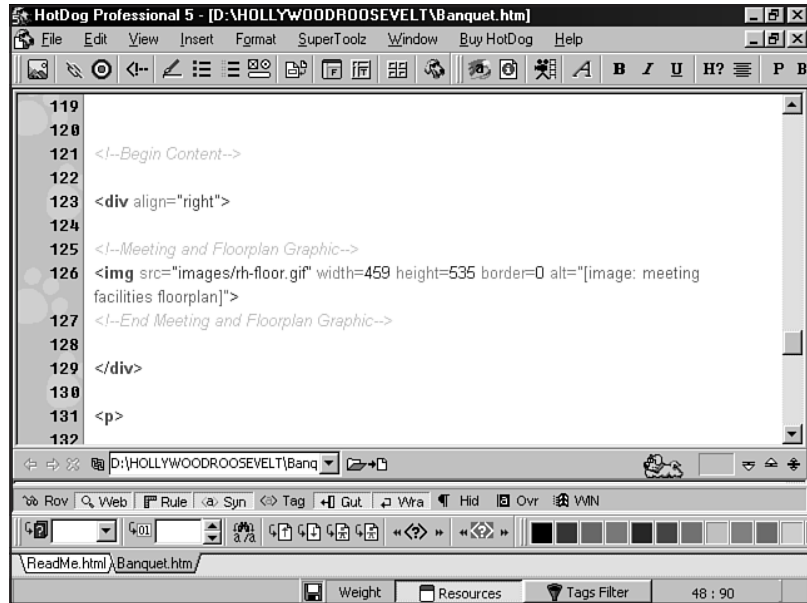 HotDog Professional 5 - [D:\HOLLYWOODROOSEVELT\Banquet.htm]
File Edit View Insert Format SuperToolz Window Buy HotDog Help
B I U H? P B
119
120
121 <!--Begin Content-->
122
123 <div align="right">
124
125 <!--Meeting and Floorplan Graphic-->
126 <img src="images/rh-floor.gif" width=459 height=535 border=0 alt="[image: meeting
facilities floorplan]">
127 <!--End Meeting and Floorplan Graphic-->
128
129 </div>
130
131 <p>
132
D:\HOLLYWOODROOSEVELT\Banq
Rov Web Rule Syn Tag Gut Wra Hid Ovr WIN
ReadMe.html Banquet.htm
Weight Resources Tags Filter 48 : 90